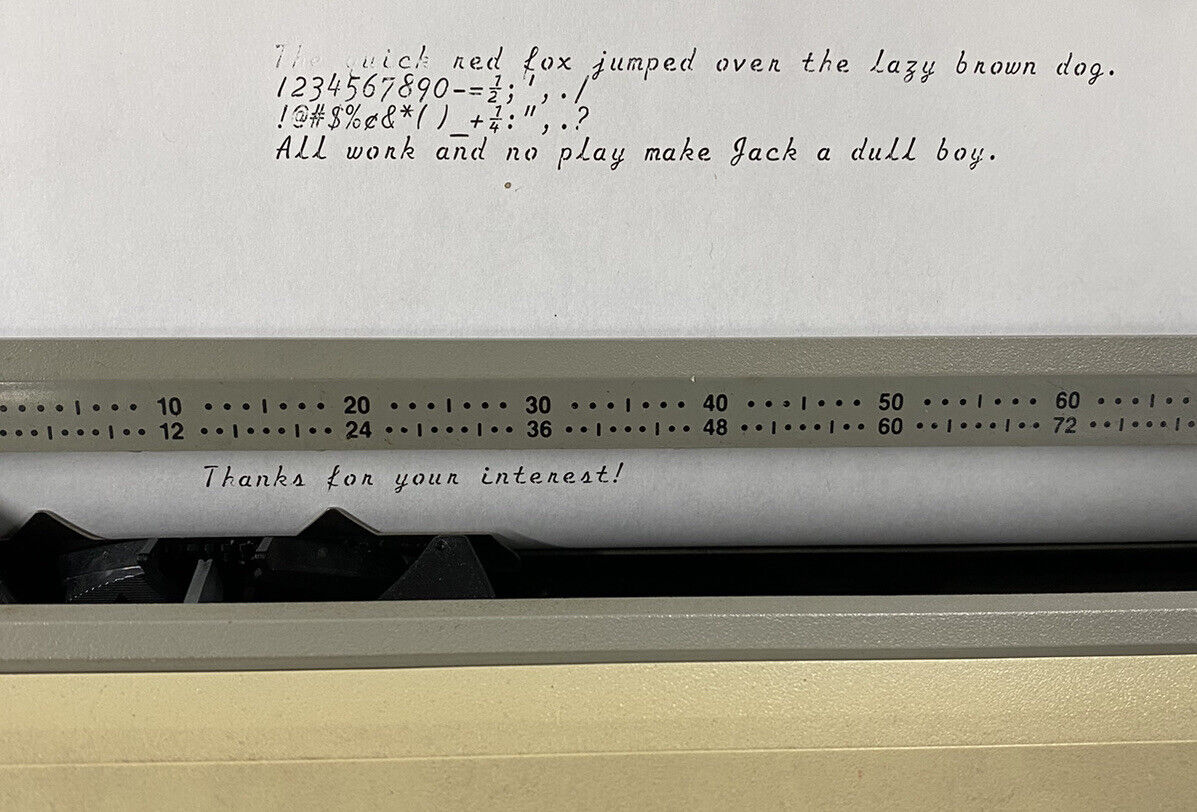 The quick red fox jumped over the lazy brown dog.
1234567890-=½;',./
!@#$%¢&*()_+¼:",.?
All work and no play make Jack a dull boy.
10 20 30 40 50 60
12 24 36 48 60 72
Thanks for your interest!